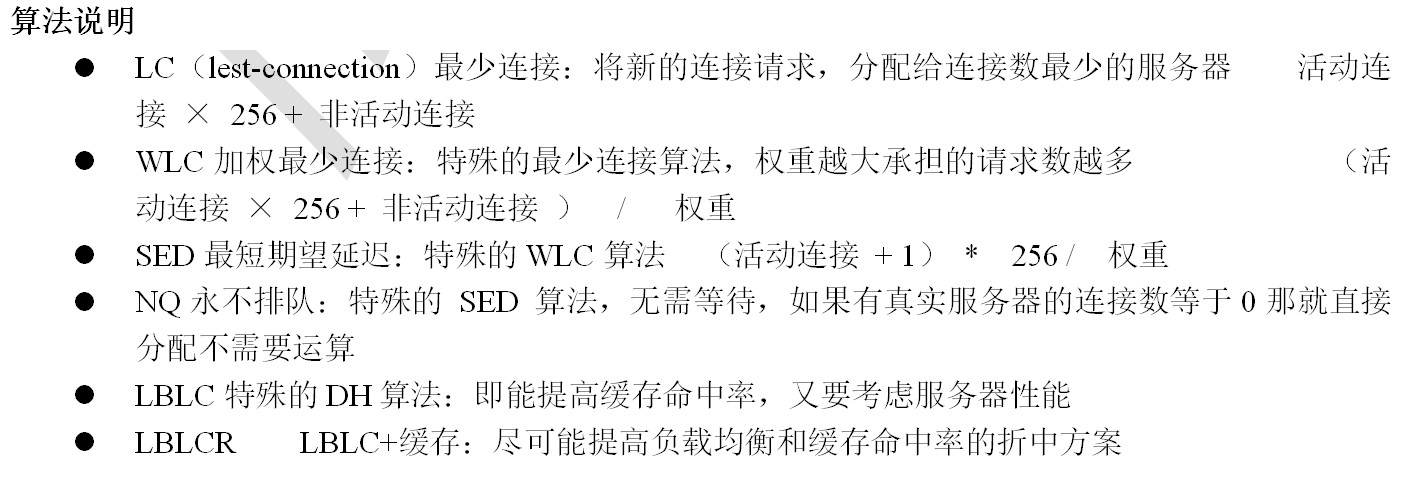 算法说明
● LC（lest-connection）最少连接：将新的连接请求，分配给连接数最少的服务器 活动连
接 × 256 + 非活动连接
● WLC 加权最少连接：特殊的最少连接算法，权重越大承担的请求数越多 （活
动连接 × 256 + 非活动连接 ） / 权重
● SED 最短期望延迟：特殊的 WLC 算法 （活动连接 + 1） * 256 / 权重
● NQ 永不排队：特殊的 SED 算法，无需等待，如果有真实服务器的连接数等于 0 那就直接
分配不需要运算
● LBLC 特殊的 DH 算法：即能提高缓存命中率，又要考虑服务器性能
● LBLCR LBLC+缓存：尽可能提高负载均衡和缓存命中率的折中方案